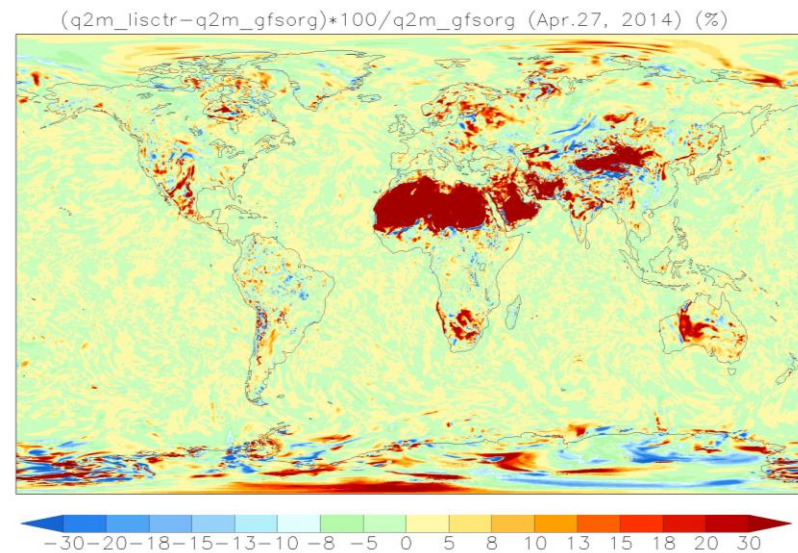 (q2m_lisctr-q2m_gfsorg)*100/q2m_gfsorg (Apr.27, 2014) (%)
-30-20-18-15-13-10 -8 -5 0 5 8 10 13 15 18 20 30